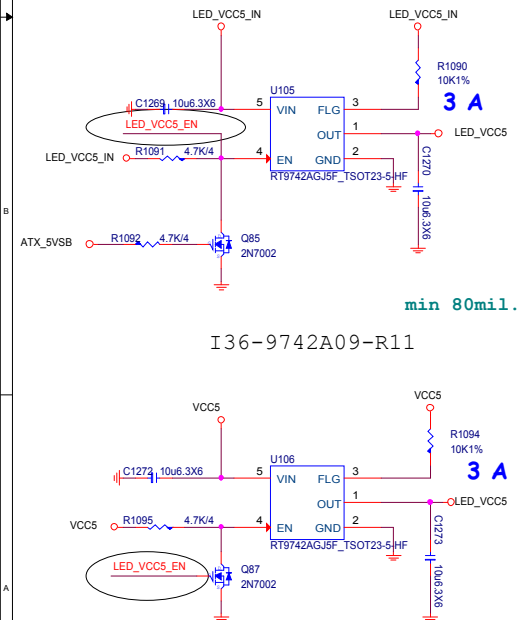 LED_VCC5_IN
LED_VCC5_IN
R1090
10K1%
3 A
C1269 10u6.3X6
U105
5 VIN FLG 3
LED_VCC5_EN
OUT 1 LED_VCC5
LED_VCC5_IN R1091 4.7K/4 4 EN GND 2
RT9742AGJ5F_TSOT23-5-HF
C1270
10u6.3X6
B
ATX_5VSB R1092 4.7K/4
Q85
2N7002
min 80mil.
I36-9742A09-R11
VCC5
VCC5
R1094
10K1%
3 A
C1272 10u6.3X6
U106
5 VIN FLG 3
OUT 1 LED_VCC5
VCC5 R1095 4.7K/4 4 EN GND 2
RT9742AGJ5F_TSOT23-5-HF
C1273
10u6.3X6
LED_VCC5_EN
Q87
2N7002
A